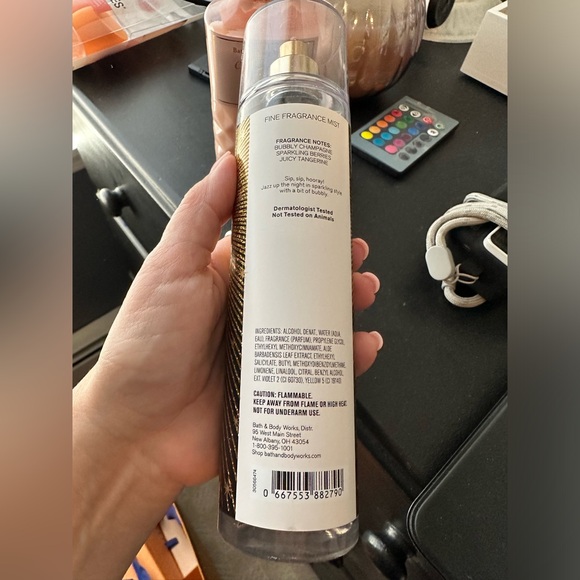 FINE FRAGRANCE MIST
FRAGRANCE NOTES:
BUBBLY CHAMPAGNE
SPARKLING BERRIES
JUICY TANGERINE
Sip, sip, hooray!
Jazz up the night in sparkling style
with a bit of bubbly.
Dermatologist Tested
Not Tested on Animals
INGREDIENTS: ALCOHOL DENAT., WATER (AQUA,
EAU), FRAGRANCE (PARFUM), PROPYLENE GLYCOL,
ETHYLHEXYL METHOXYCINNAMATE, ALOE
BARBADENSIS LEAF EXTRACT, ETHYLHEXYL
SALICYLATE, BUTYL METHOXYDIBENZOYLMETHANE,
LIMONENE, LINALOOL, CITRAL, BENZYL ALCOHOL,
EXT. VIOLET 2 (CI 60730), YELLOW 5 (CI 19140).
CAUTION: FLAMMABLE.
KEEP AWAY FROM FLAME OR HIGH HEAT.
NOT FOR UNDERARM USE.
Bath & Body Works, Distr.
95 West Main Street
New Albany, OH 43054
1-800-395-1001
Shop bathandbodyworks.com
0 667553 882790